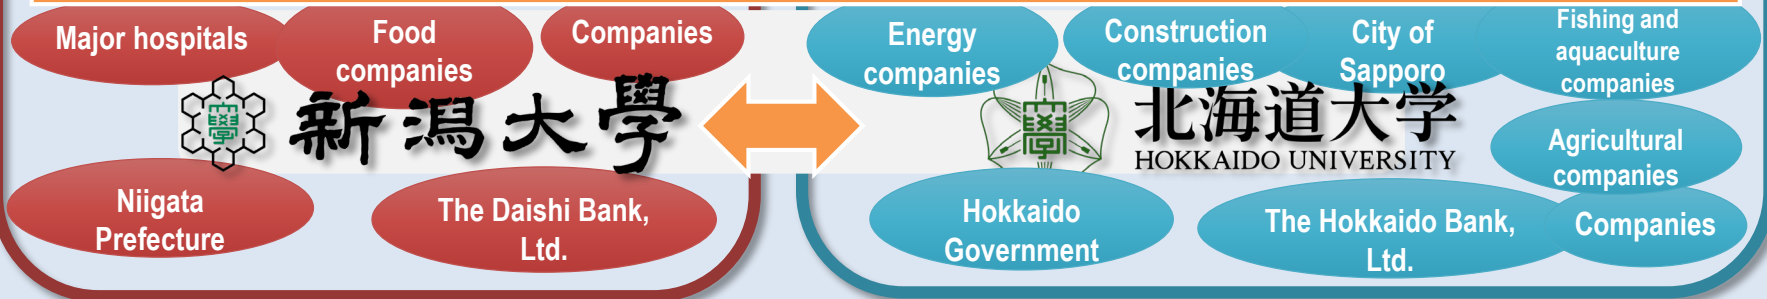 Major hospitals
Food
companies
Companies
新潟大學
Niigata
Prefecture
The Daishi Bank,
Ltd.
Energy
companies
Construction
companies
City of
Sapporo
Fishing and
aquaculture
companies
北海道大学
HOKKAIDO UNIVERSITY
Agricultural
companies
Hokkaido
Government
The Hokkaido Bank,
Ltd.
Companies